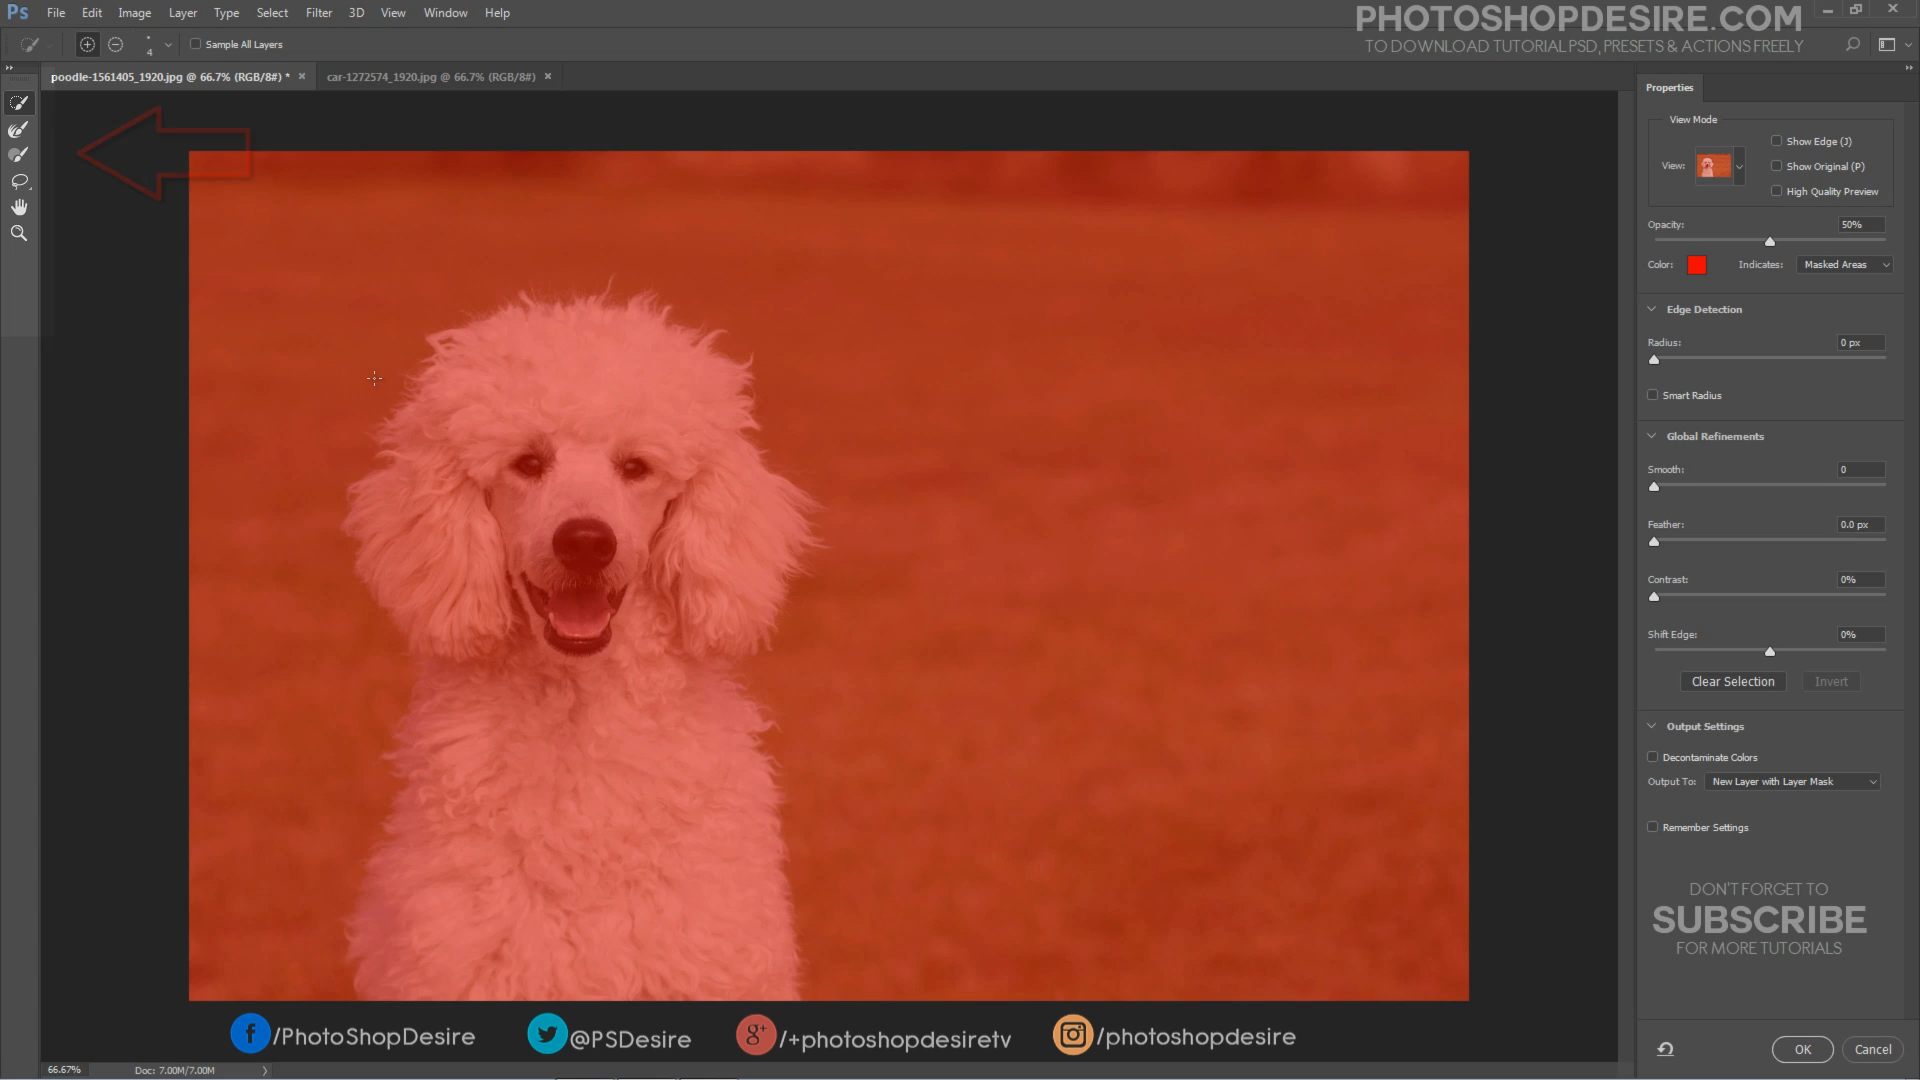 Ps File Edit Image Layer Type Select Filter 3D View Window Help
PHOTOSHOPDESIRE.COM
TO DOWNLOAD TUTORIAL PSD, PRESETS & ACTIONS FREELY
4 Sample All Layers
poodle-1561405_1920.jpg @ 66.7% (RGB/8#) * car-1272574_1920.jpg @ 66.7% (RGB/8#)
Properties
View Mode
Show Edge (J)
View: Show Original (P)
High Quality Preview
Opacity: 50%
Color: Indicates: Masked Areas
Edge Detection
Radius: 0 px
Smart Radius
Global Refinements
Smooth: 0
Feather: 0.0 px
Contrast: 0%
Shift Edge: 0%
Clear Selection Invert
Output Settings
Decontaminate Colors
Output To: New Layer with Layer Mask
Remember Settings
DON'T FORGET TO
SUBSCRIBE
FOR MORE TUTORIALS
f /PhotoShopDesire @PSDesire g+ /+photoshopdesiretv /photoshopdesire
OK Cancel
66.67% Doc: 7.00M/7.00M